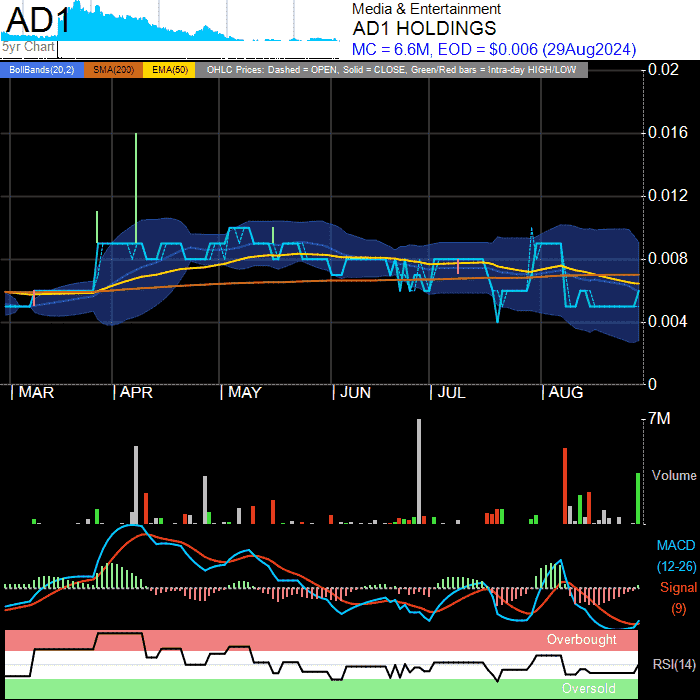 AD1
5yr Chart
Media & Entertainment
AD1 HOLDINGS
MC = 6.6M, EOD = $0.006 (29Aug2024)
BollBands(20,2) SMA(200) EMA(50) OHLC Prices: Dashed = OPEN, Solid = CLOSE, Green/Red bars = Intra-day HIGH/LOW
0.02
0.016
0.012
0.008
0.004
0
MAR APR MAY JUN JUL AUG
7M
Volume
MACD
(12-26)
Signal
(9)
Overbought
RSI(14)
Oversold